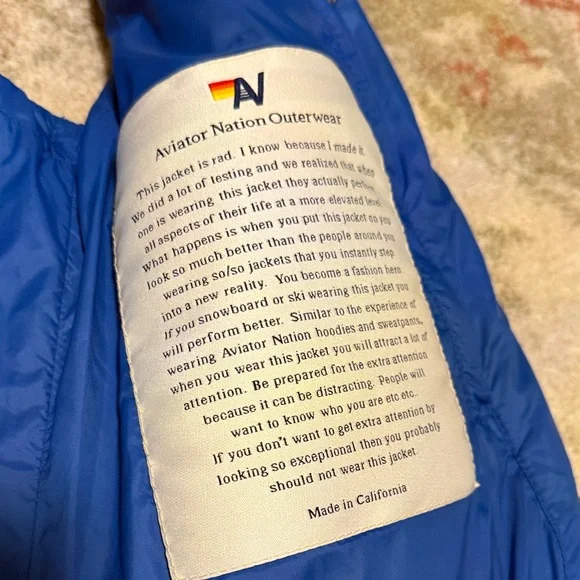 AN
Aviator Nation Outerwear
This jacket is rad. I know because I made it.
We did a lot of testing and we realized that when
one is wearing this jacket they actually perform
all aspects of their life at a more elevated level.
What happens is when you put this jacket on you
look so much better than the people around you
wearing so/so jackets that you instantly step
into a new reality. You become a fashion hero.
If you snowboard or ski wearing this jacket you
will perform better. Similar to the experience of
wearing Aviator Nation hoodies and sweatpants,
when you wear this jacket you will attract a lot of
attention. Be prepared for the extra attention
because it can be distracting. People will
want to know who you are etc etc..
If you don't want to get extra attention by
looking so exceptional then you probably
should not wear this jacket.
Made in California